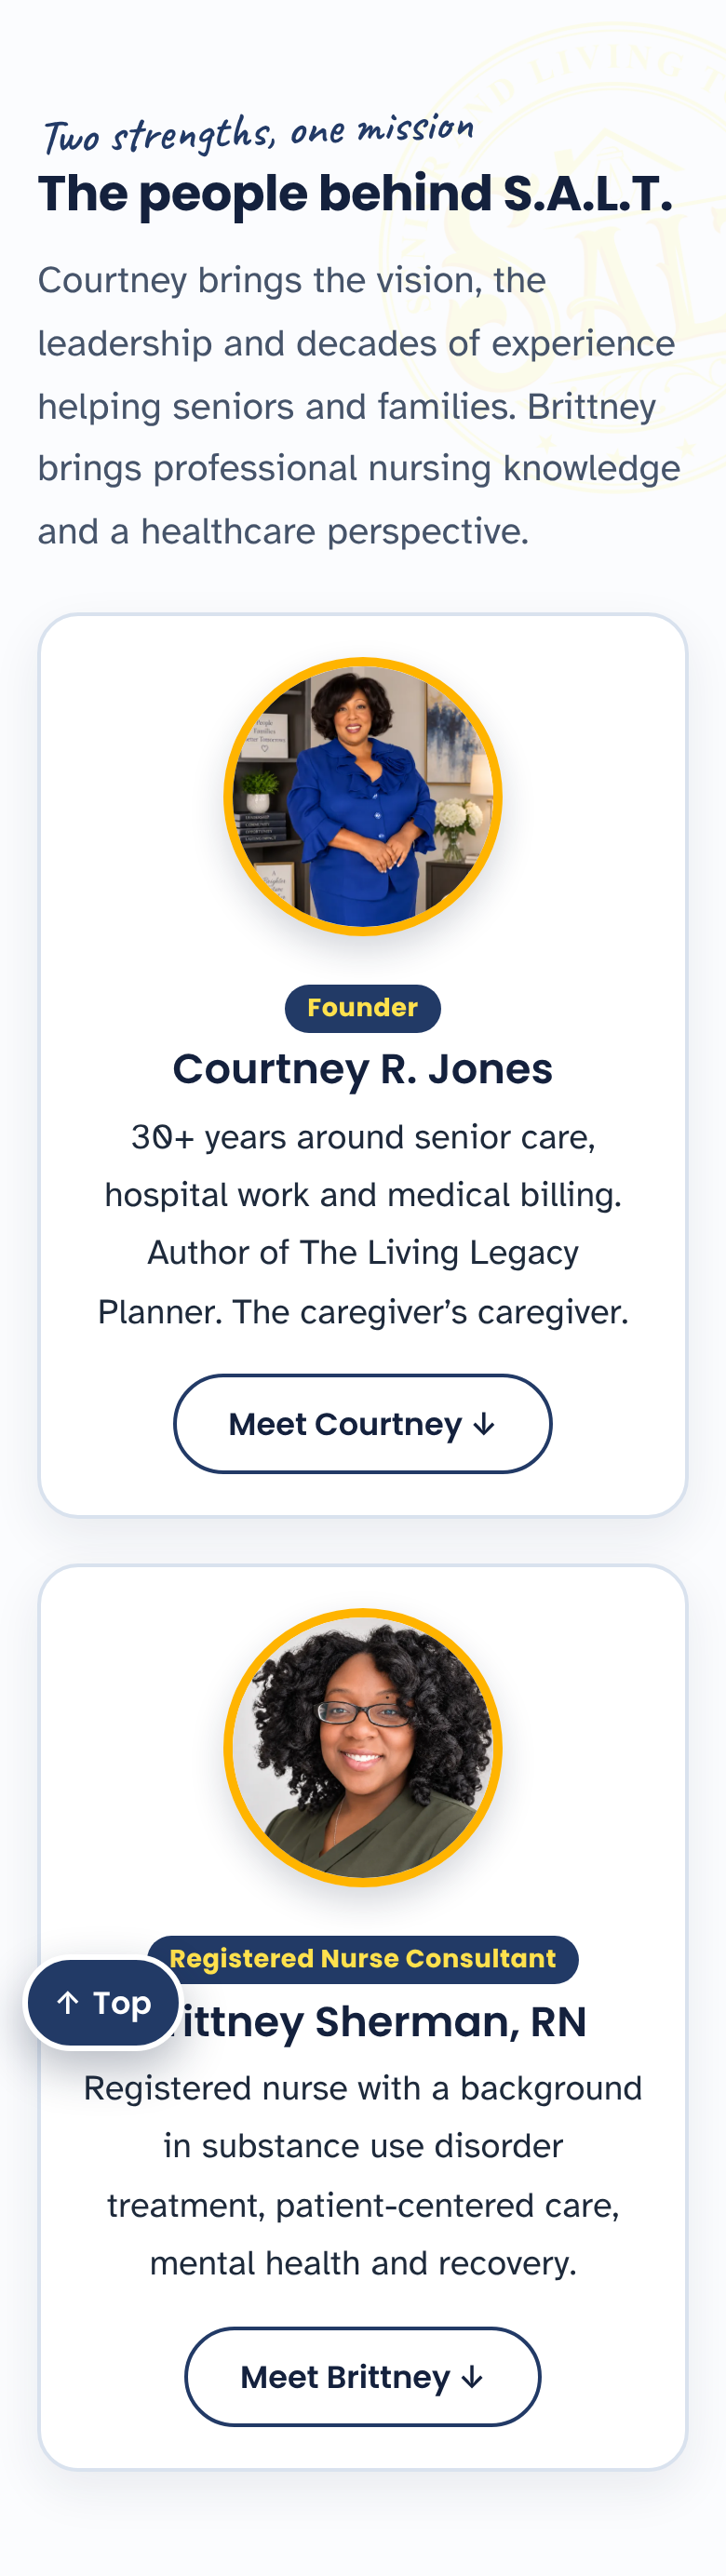 Two strengths, one mission
The people behind S.A.L.T.
Courtney brings the vision, the
leadership and decades of experience
helping seniors and families. Brittney
brings professional nursing knowledge
and a healthcare perspective.
LIVING
SALT
People
Families
Founder
Courtney R. Jones
30+ years around senior care,
hospital work and medical billing.
Author of The Living Legacy
Planner. The caregiver’s caregiver.
Meet Courtney ↓
Registered Nurse Consultant
↑ Top
ittney Sherman, RN
Registered nurse with a background
in substance use disorder
treatment, patient-centered care,
mental health and recovery.
Meet Brittney ↓